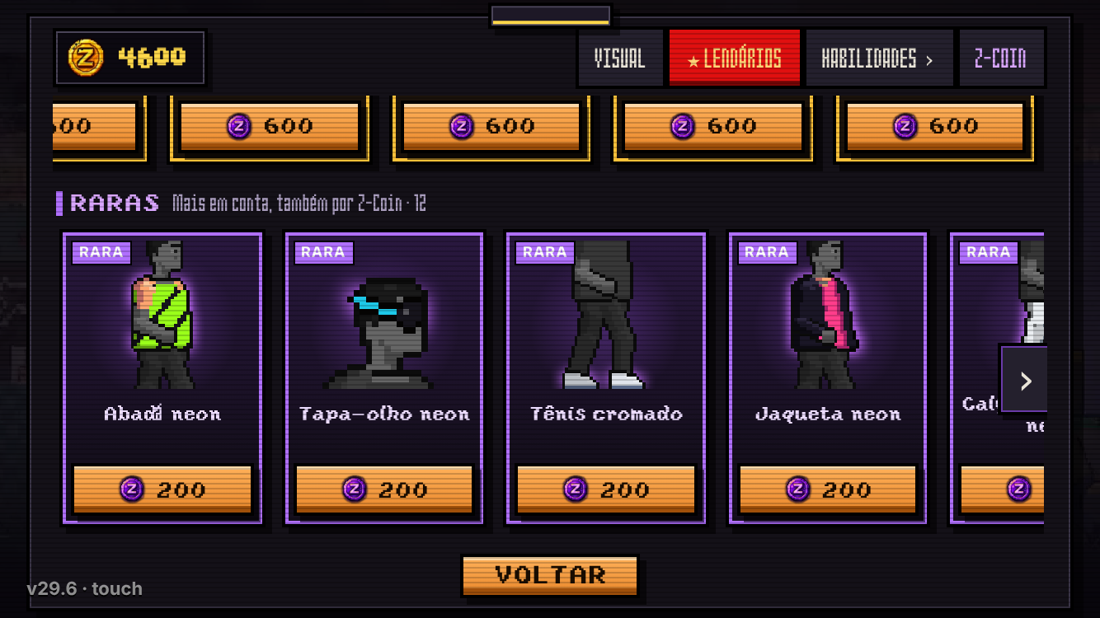 4600
VISUAL
★ LENDÁRIOS
HABILIDADES ›
Z-COIN
600
600
600
600
RARAS
Mais em conta, também por Z-Coin · 12
RARA
RARA
RARA
RARA
RARA
Abadá neon
Tapa-olho neon
Tênis cromado
Jaqueta neon
200
200
200
200
VOLTAR
v29.6 · touch